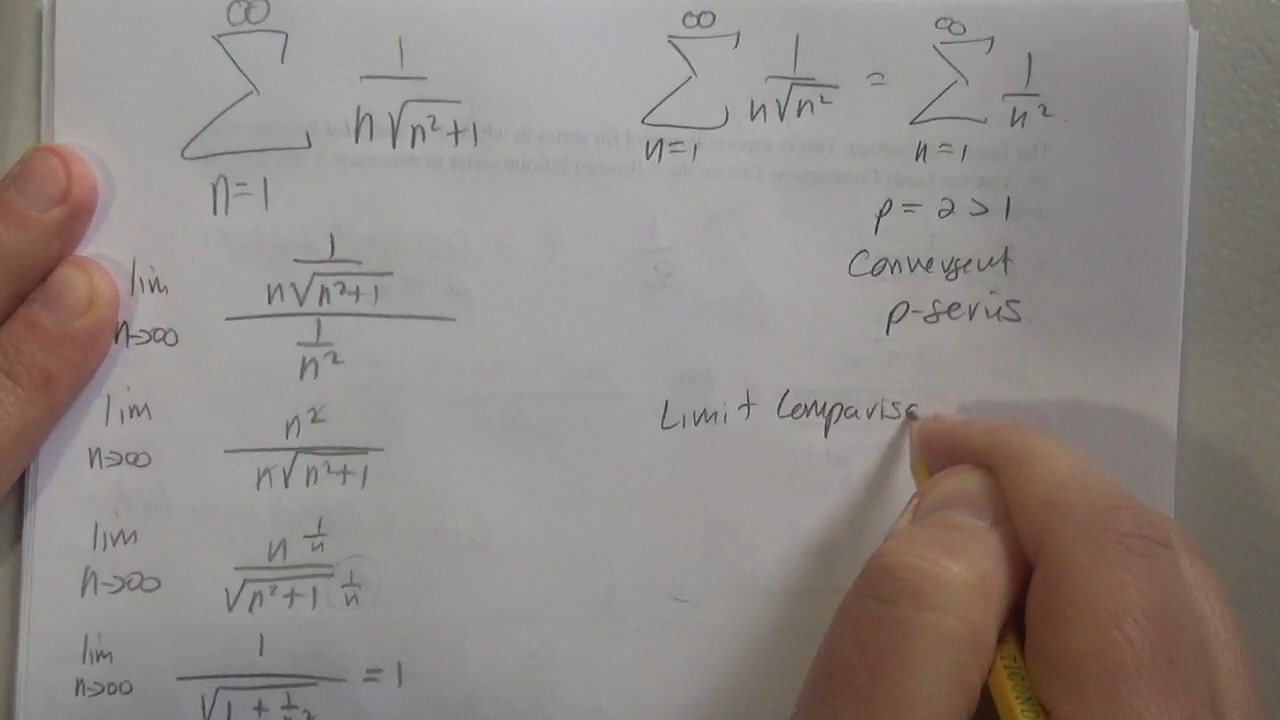 ∞ ∑ n=1 1/(n√(n²+1))
∞ ∑ n=1 1/(n√n²) = ∞ ∑ n=1 1/n²
p = 2 > 1
Convergent
p-series
lim n→∞ (1/(n√(n²+1)))/(1/n²)
lim n→∞ n²/(n√(n²+1))
lim n→∞ (n 1/n)/(√(n²+1) 1/n)
lim n→∞ 1/√(1 + 1/n²) = 1
Limit Comparis